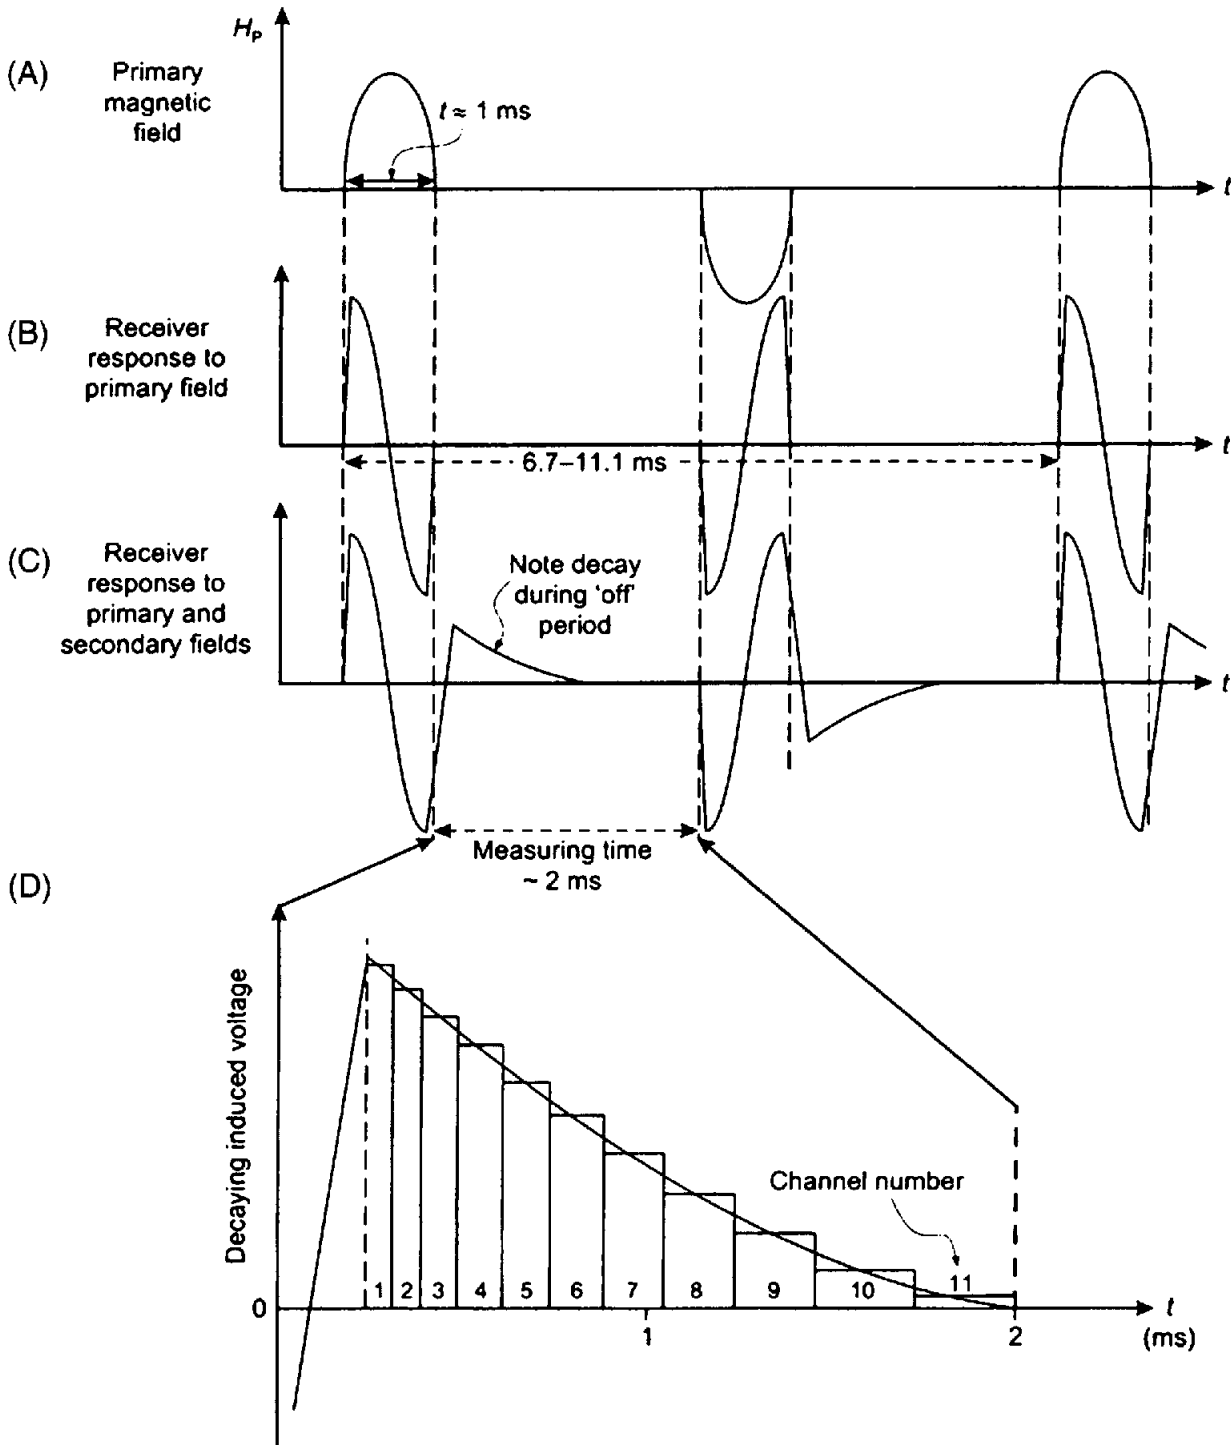 H_P
(A)
Primary
magnetic
field
t ≈ 1 ms
t
(B)
Receiver
response to
primary field
6.7–11.1 ms
t
(C)
Receiver
response to
primary and
secondary fields
Note decay
during 'off'
period
t
Measuring time
~ 2 ms
(D)
Decaying induced voltage
Channel number
1 2 3 4 5 6 7 8 9 10 11
0
t
1
2
(ms)